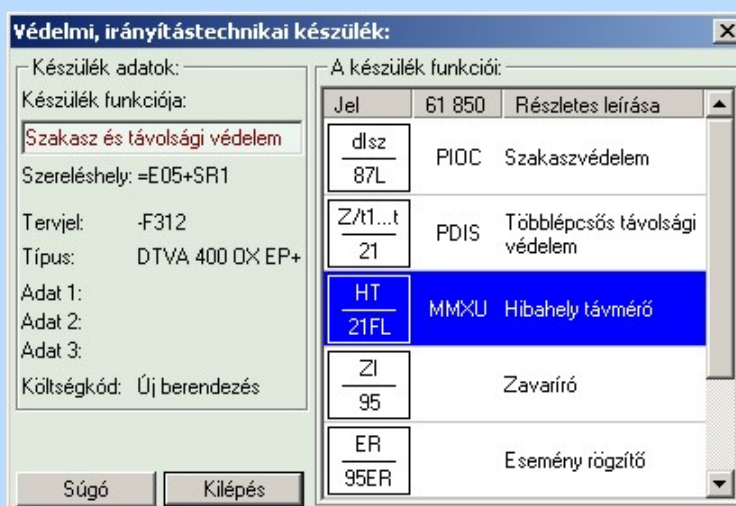 Védelmi, irányítástechnikai készülék:
Készülék adatok:
Készülék funkciója:
Szakasz és távolsági védelem
Szereléshely: =E05+SR1
Tervjel: -F312
Típus: DTVA 400 OX EP+
Adat 1:
Adat 2:
Adat 3:
Költségkód: Új berendezés
Súgó
Kilépés
A készülék funkciói:
Jel 61 850 Részletes leírása
dIsz
87L
PIOC Szakaszvédelem
Z/t1...t
21
PDIS Többlépcsős távolsági
védelem
HT
21FL
MMXU Hibahely távmérő
ZI
95
Zavaríró
ER
95ER
Esemény rögzítő